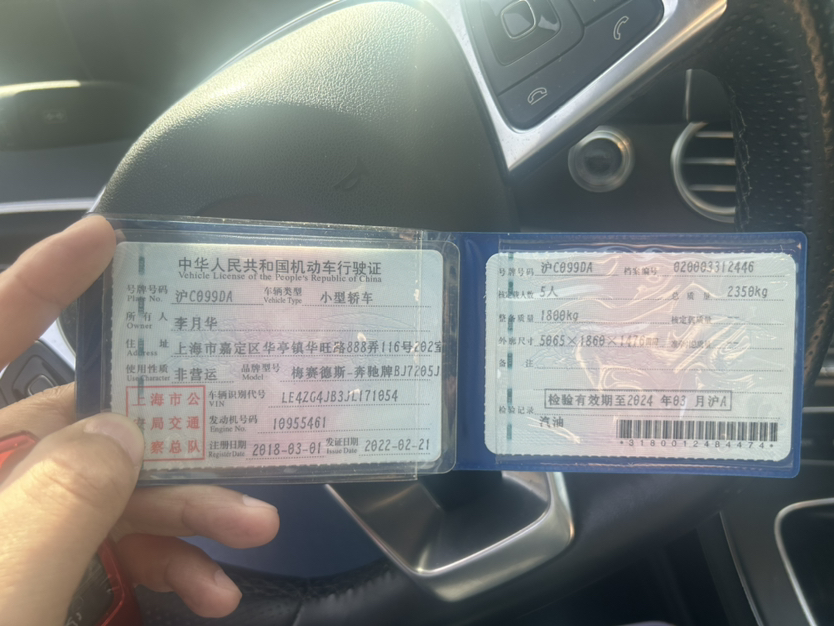 中华人民共和国机动车行驶证
Vehicle License of the People's Republic of China
号牌号码 沪C099DA 车辆类型 小型轿车
Plate No. Vehicle Type
所有人 李月华
Owner
住址 上海市嘉定区华亭镇华旺路888弄116号202室
Address
使用性质 非营运 品牌型号 梅赛德斯-奔驰牌BJ7205J
Use Character Model
上海市公
局交通
察总队
车辆识别代号 LE4ZG4JB3JL171054
VIN
发动机号码 10955461
Engine No.
注册日期 2018-03-01 发证日期 2022-02-21
Register Date Issue Date
号牌号码 沪C099DA 档案编号 020003312446
核定载人数 5人 总质量 2350kg
整备质量 1800kg 核定载质量 --
外廓尺寸 5065×1860×1470mm
备注
检验有效期至2024年03月沪A
检验记录
汽油
*3180012484474*